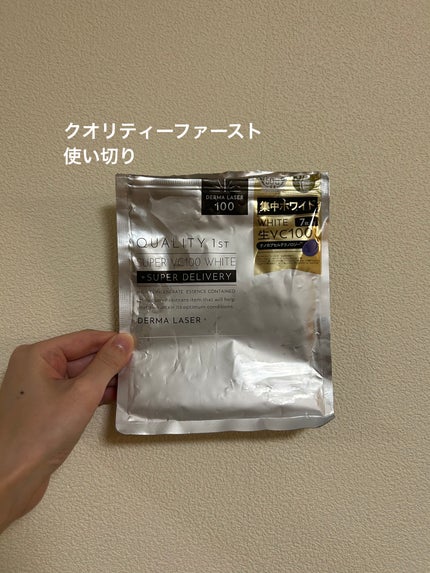 クオリティーファースト
使い切り
DERMA LASER
100
集中ホワイト
WHITE 7枚
生VC100
QUALITY 1ST
SUPER VC100 WHITE
SUPER DELIVERY
DERMA LASER